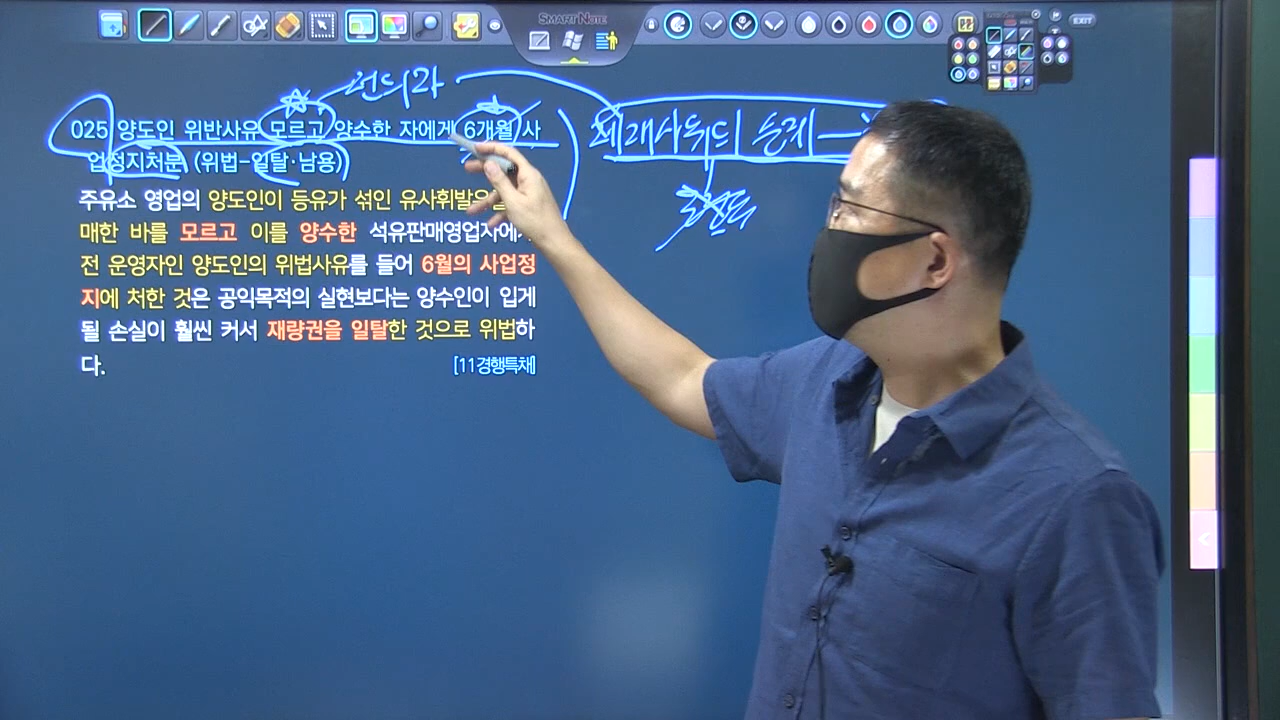 SMART NOTE
EXIT
언니라
025 양도인 위반사유 모르고 양수한 자에게 6개월 사
업정지처분 (위법-일탈·남용)
제재사유의 승계
주유소 영업의 양도인이 등유가 섞인 유사휘발유
매한 바를 모르고 이를 양수한 석유판매영업자에게
전 운영자인 양도인의 위법사유를 들어 6월의 사업정
지에 처한 것은 공익목적의 실현보다는 양수인이 입게
될 손실이 훨씬 커서 재량권을 일탈한 것으로 위법하
다.
[11경행특채]